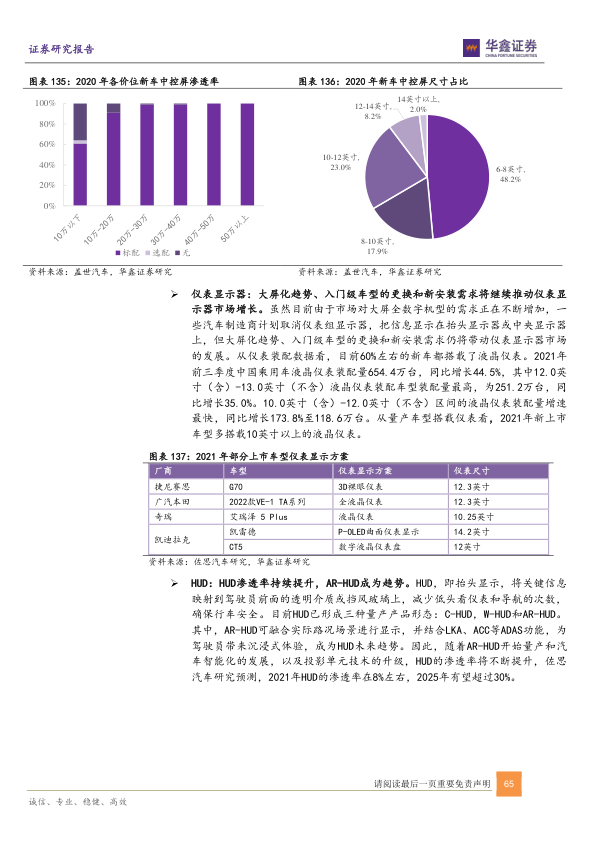 证券研究报告
华鑫证券
CHINA FORTUNE SECURITIES
图表 135：2020 年各价位新车中控屏渗透率
图表 136：2020 年新车中控屏尺寸占比
100%
80%
60%
40%
20%
0%
10万以下
10万-20万
20万-30万
30万-40万
40万-50万
50万以上
标配 选配 无
14英寸以上,
2.0%
12-14英寸,
8.2%
10-12英寸,
23.0%
6-8英寸,
48.2%
8-10英寸,
17.9%
资料来源：盖世汽车，华鑫证券研究
资料来源：盖世汽车，华鑫证券研究
➢ 仪表显示器：大屏化趋势、入门级车型的更换和新安装需求将继续推动仪表显
示器市场增长。虽然目前由于市场对大屏全数字机型的需求正在不断增加，一
些汽车制造商计划取消仪表组显示器，把信息显示在抬头显示器或中央显示器
上，但大屏化趋势、入门级车型的更换和新安装需求仍将带动仪表显示器市场
的发展。从仪表装配数据看，目前60%左右的新车都搭载了液晶仪表。2021年
前三季度中国乘用车液晶仪表装配量654.4万台，同比增长44.5%，其中12.0英
寸（含）-13.0英寸（不含）液晶仪表装配车型装配量最高，为251.2万台，同
比增长35.0%。10.0英寸（含）-12.0英寸（不含）区间的液晶仪表装配量增速
最快，同比增长173.8%至118.6万台。从量产车型搭载仪表看，2021年新上市
车型多搭载10英寸以上的液晶仪表。
图表 137：2021 年部分上市车型仪表显示方案
厂商 车型 仪表显示方案 仪表尺寸
捷尼赛思 G70 3D裸眼仪表 12.3英寸
广汽本田 2022款VE-1 TA系列 全液晶仪表 12.3英寸
奇瑞 艾瑞泽 5 Plus 液晶仪表 10.25英寸
凯迪拉克 凯雷德 P-OLED曲面仪表显示 14.2英寸
CT5 数字液晶仪表盘 12英寸
资料来源：佐思汽车研究，华鑫证券研究
➢ HUD：HUD渗透率持续提升，AR-HUD成为趋势。HUD，即抬头显示，将关键信息
映射到驾驶员前面的透明介质或挡风玻璃上，减少低头看仪表和导航的次数，
确保行车安全。目前HUD已形成三种量产产品形态：C-HUD，W-HUD和AR-HUD。
其中，AR-HUD可融合实际路况场景进行显示，并结合LKA、ACC等ADAS功能，为
驾驶员带来沉浸式体验，成为HUD未来趋势。因此，随着AR-HUD开始量产和汽
车智能化的发展，以及投影单元技术的升级，HUD的渗透率将不断提升，佐思
汽车研究预测，2021年HUD的渗透率在8%左右，2025年有望超过30%。
请阅读最后一页重要免责声明 65
诚信、专业、稳健、高效